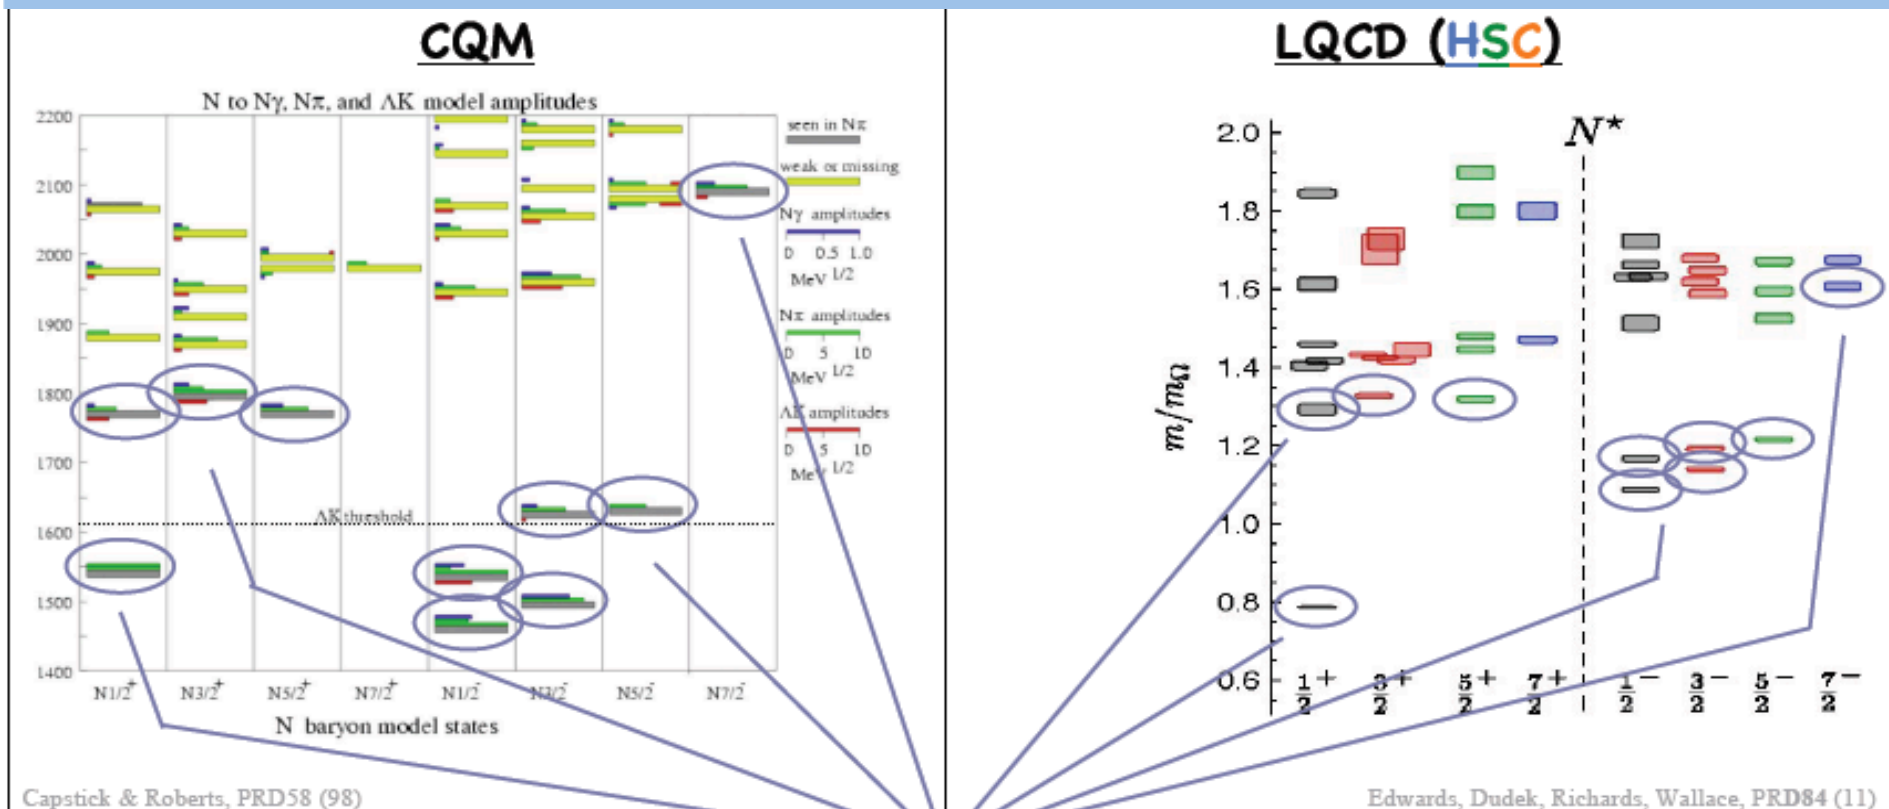 CQM
N to Nγ, Nπ, and ΛK model amplitudes
2200
2100
2000
1900
1800
1700
1600
1500
1400
ΛK threshold
N1/2+ N3/2+ N5/2+ N7/2+ N1/2- N3/2- N5/2- N7/2-
N baryon model states
seen in Nπ
weak or missing
Nγ amplitudes
0 0.5 1.0
MeV 1/2
Nπ amplitudes
0 5 10
MeV 1/2
ΛK amplitudes
0 5 10
MeV 1/2
Capstick & Roberts, PRD58 (98)
LQCD (HSC)
N*
m/mΩ
2.0
1.8
1.6
1.4
1.2
1.0
0.8
0.6
1/2+ 3/2+ 5/2+ 7/2+ 1/2- 3/2- 5/2- 7/2-
Edwards, Dudek, Richards, Wallace, PRD84 (11)